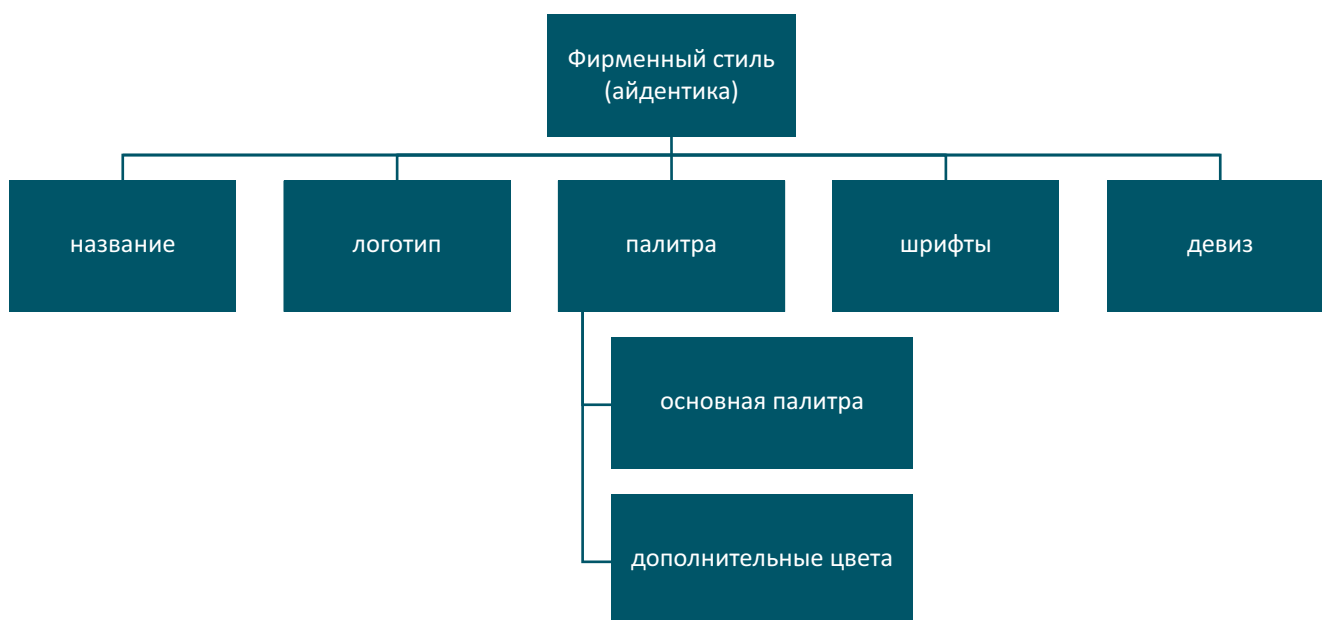 Фирменный стиль
(айдентика)
название
логотип
палитра
шрифты
девиз
основная палитра
дополнительные цвета